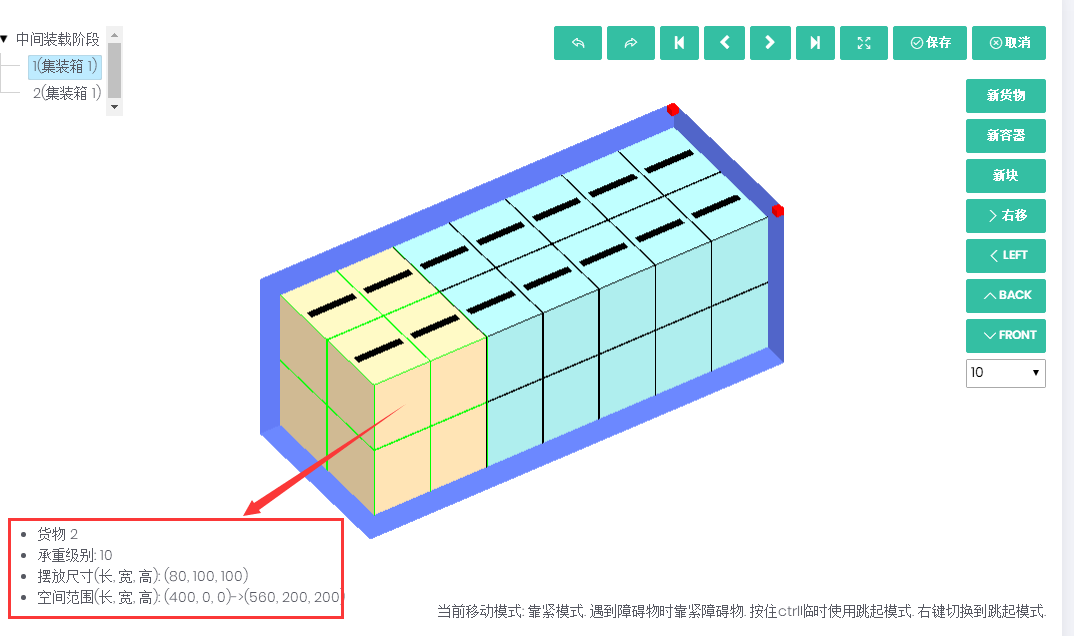 中间装载阶段
1(集装箱 1)
2(集装箱 1)
保存
取消
新货物
新容器
新块
右移
LEFT
BACK
FRONT
10
货物 2
承重级别: 10
摆放尺寸(长, 宽, 高): (80, 100, 100)
空间范围(长, 宽, 高): (400, 0, 0)->(560, 200, 200)
当前移动模式: 靠紧模式. 遇到障碍物时靠紧障碍物. 按住ctrl临时使用跳起模式. 右键切换到跳起模式.